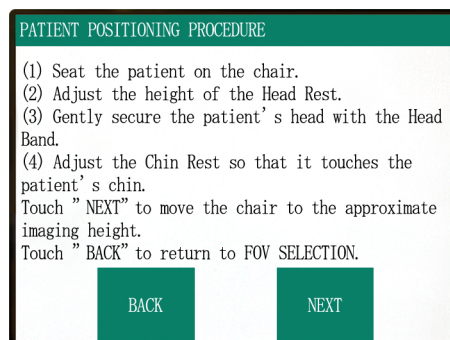 PATIENT POSITIONING PROCEDURE
(1) Seat the patient on the chair.
(2) Adjust the height of the Head Rest.
(3) Gently secure the patient's head with the Head
Band.
(4) Adjust the Chin Rest so that it touches the
patient's chin.
Touch ”NEXT” to move the chair to the approximate
imaging height.
Touch ”BACK” to return to FOV SELECTION.
BACK NEXT